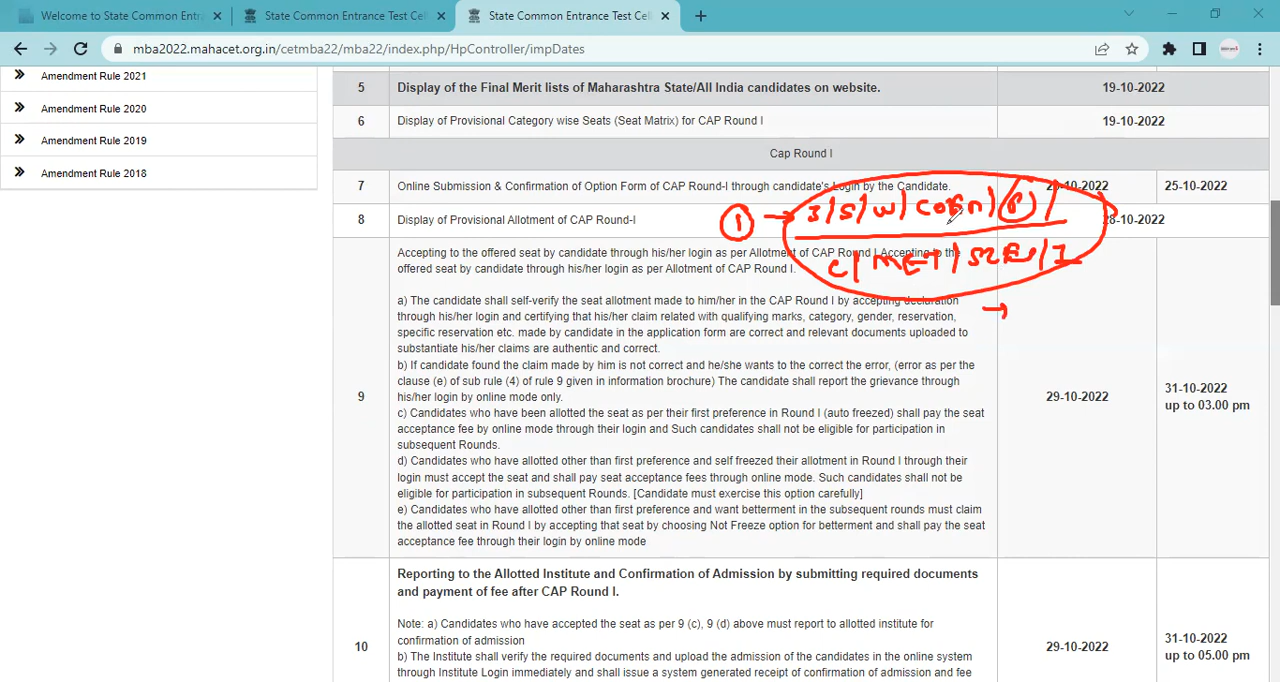 Welcome to State Common Entra
State Common Entrance Test Cel
State Common Entrance Test Cel
mba2022.mahacet.org.in/cetmba22/mba22/index.php/HpController/impDates
Amendment Rule 2021
Amendment Rule 2020
Amendment Rule 2019
Amendment Rule 2018
5 Display of the Final Merit lists of Maharashtra State/All India candidates on website. 19-10-2022
6 Display of Provisional Category wise Seats (Seat Matrix) for CAP Round I 19-10-2022
Cap Round I
7 Online Submission & Confirmation of Option Form of CAP Round-I through candidate's Login by the Candidate. 25-10-2022
8 Display of Provisional Allotment of CAP Round-I 28-10-2022
1
Accepting to the offered seat by candidate through his/her login as per Allotment of CAP Round I Accepting to the
offered seat by candidate through his/her login as per Allotment of CAP Round I.
a) The candidate shall self-verify the seat allotment made to him/her in the CAP Round I by accepting declaration
through his/her login and certifying that his/her claim related with qualifying marks, category, gender, reservation,
specific reservation etc. made by candidate in the application form are correct and relevant documents uploaded to
substantiate his/her claims are authentic and correct.
b) If candidate found the claim made by him is not correct and he/she wants to the correct the error, (error as per the
clause (e) of sub rule (4) of rule 9 given in information brochure) The candidate shall report the grievance through
his/her login by online mode only.
9 29-10-2022 31-10-2022
up to 03.00 pm
c) Candidates who have been allotted the seat as per their first preference in Round I (auto freezed) shall pay the seat
acceptance fee by online mode through their login and Such candidates shall not be eligible for participation in
subsequent Rounds.
d) Candidates who have allotted other than first preference and self freezed their allotment in Round I through their
login must accept the seat and shall pay seat acceptance fees through online mode. Such candidates shall not be
eligible for participation in subsequent Rounds. [Candidate must exercise this option carefully]
e) Candidates who have allotted other than first preference and want betterment in the subsequent rounds must claim
the allotted seat in Round I by accepting that seat by choosing Not Freeze option for betterment and shall pay the seat
acceptance fee through their login by online mode
Reporting to the Allotted Institute and Confirmation of Admission by submitting required documents
and payment of fee after CAP Round I.
Note: a) Candidates who have accepted the seat as per 9 (c), 9 (d) above must report to allotted institute for
confirmation of admission
10 29-10-2022 31-10-2022
up to 05.00 pm
b) The Institute shall verify the required documents and upload the admission of the candidates in the online system
through Institute Login immediately and shall issue a system generated receipt of confirmation of admission and fee